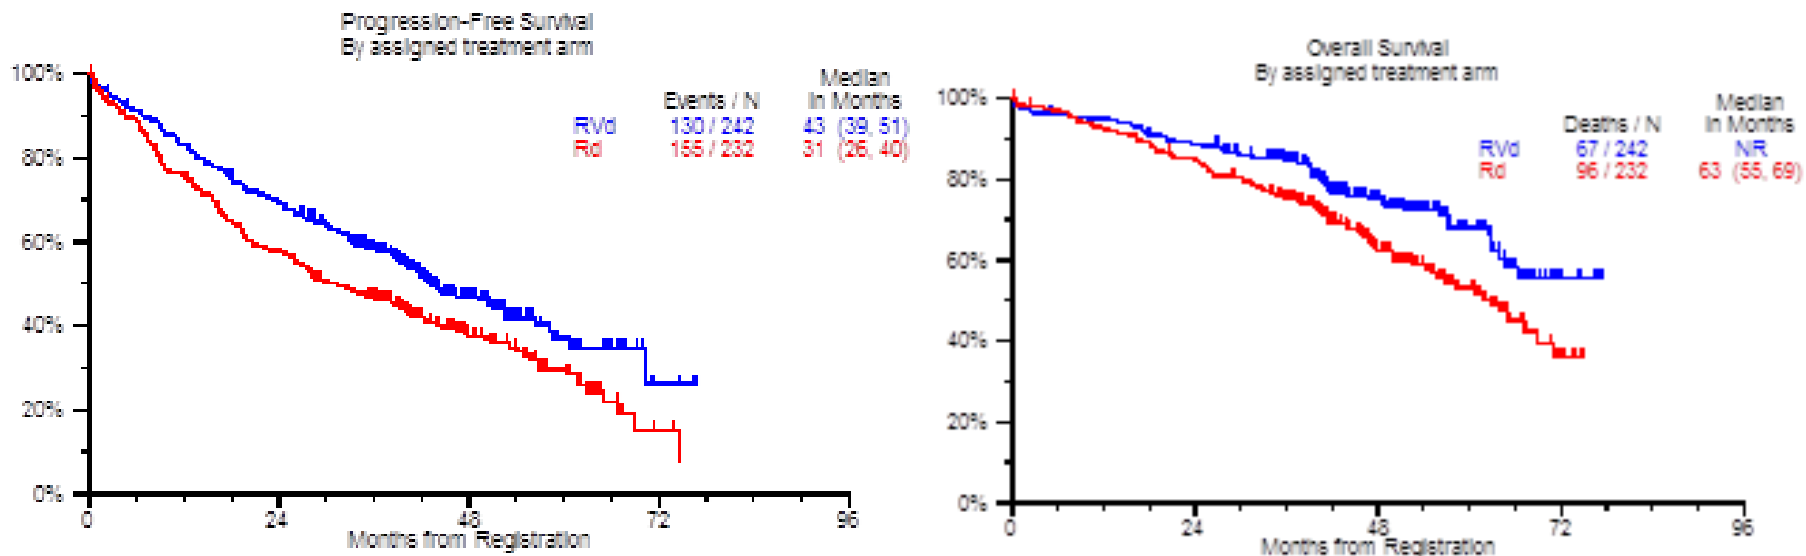 Progression-Free Survival
By assigned treatment arm
Median
Events / N In Months
RVd 130 / 242 43 (39, 51)
Rd 155 / 232 31 (26, 40)
100%
80%
60%
40%
20%
0%
0 24 48 72 96
Months from Registration
Overall Survival
By assigned treatment arm
Median
Deaths / N In Months
RVd 67 / 242 NR
Rd 96 / 232 63 (55, 69)
100%
80%
60%
40%
20%
0%
0 24 48 72 96
Months from Registration